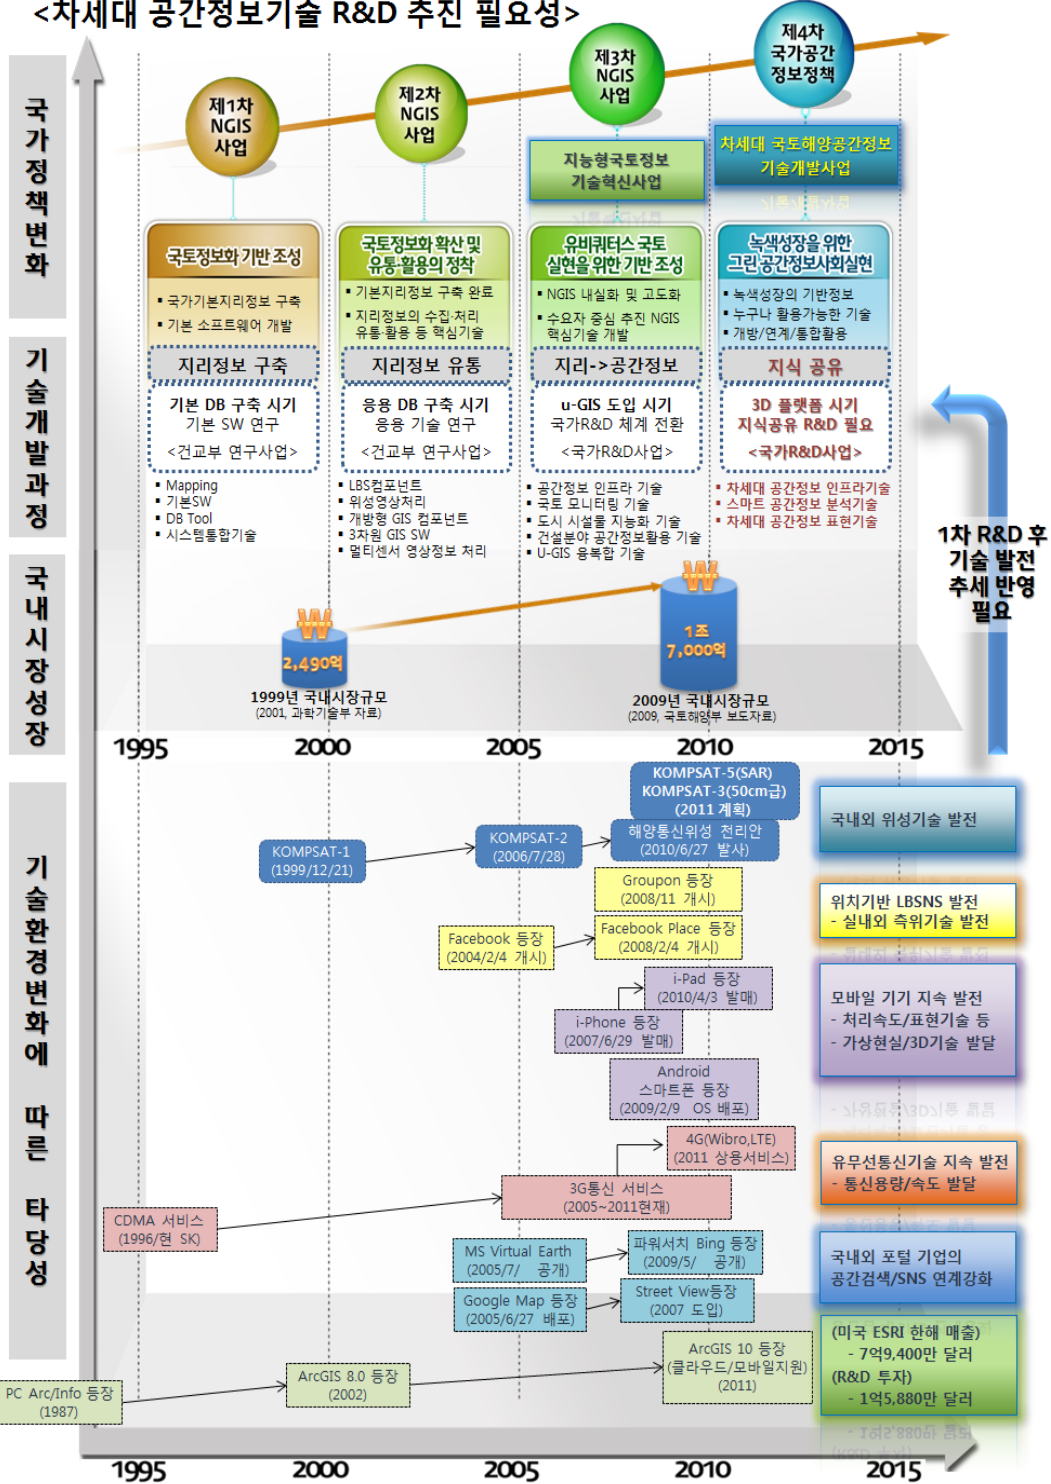 <차세대 공간정보기술 R&D 추진 필요성>
국가정책변화
제1차
NGIS
사업
제2차
NGIS
사업
제3차
NGIS
사업
제4차
국가공간
정보정책
지능형국토정보
기술혁신사업
차세대 국토해양공간정보
기술개발사업
국토정보화 기반 조성
▪ 국가기본지리정보 구축
▪ 기본 소프트웨어 개발
국토정보화 확산 및
유통·활용의 정착
▪ 기본지리정보 구축 완료
▪ 지리정보의 수집·처리
유통·활용 등 핵심기술
유비쿼터스 국토
실현을 위한 기반 조성
▪ NGIS 내실화 및 고도화
▪ 수요자 중심 추진 NGIS
핵심기술 개발
녹색성장을 위한
그린 공간정보사회실현
▪ 녹색성장의 기반정보
▪ 누구나 활용가능한 기술
▪ 개방/연계/통합활용
기술개발과정
지리정보 구축
기본 DB 구축 시기
기본 SW 연구
<건교부 연구사업>
▪ Mapping
▪ 기본SW
▪ DB Tool
▪ 시스템통합기술
지리정보 유통
응용 DB 구축 시기
응용 기술 연구
<건교부 연구사업>
▪ LBS컴포넌트
▪ 위성영상처리
▪ 개방형 GIS 컴포넌트
▪ 3차원 GIS SW
▪ 멀티센서 영상정보 처리
지리->공간정보
u-GIS 도입 시기
국가R&D 체계 전환
<국가R&D사업>
▪ 공간정보 인프라 기술
▪ 국토 모니터링 기술
▪ 도시 시설물 지능화 기술
▪ 건설분야 공간정보활용 기술
▪ U-GIS 융복합 기술
지식 공유
3D 플랫폼 시기
지식공유 R&D 필요
<국가R&D사업>
▪ 차세대 공간정보 인프라기술
▪ 스마트 공간정보 분석기술
▪ 차세대 공간정보 표현기술
1차 R&D 후
기술 발전
추세 반영
필요
국내시장성장
₩
2,490억
1999년 국내시장규모
(2001, 과학기술부 자료)
₩
1조
7,000억
2009년 국내시장규모
(2009, 국토해양부 보도자료)
1995 2000 2005 2010 2015
기술환경변화에 따른 타당성
KOMPSAT-5(SAR)
KOMPSAT-3(50cm급)
(2011 계획)
KOMPSAT-1
(1999/12/21)
KOMPSAT-2
(2006/7/28)
해양통신위성 천리안
(2010/6/27 발사)
국내외 위성기술 발전
Groupon 등장
(2008/11 개시)
Facebook 등장
(2004/2/4 개시)
Facebook Place 등장
(2008/2/4 개시)
위치기반 LBSNS 발전
- 실내외 측위기술 발전
i-Pad 등장
(2010/4/3 발매)
i-Phone 등장
(2007/6/29 발매)
Android
스마트폰 등장
(2009/2/9 OS 배포)
모바일 기기 지속 발전
- 처리속도/표현기술 등
- 가상현실/3D기술 발달
4G(Wibro,LTE)
(2011 상용서비스)
3G통신 서비스
(2005~2011현재)
CDMA 서비스
(1996/현 SK)
유무선통신기술 지속 발전
- 통신용량/속도 발달
MS Virtual Earth
(2005/7/ 공개)
파워서치 Bing 등장
(2009/5/ 공개)
Google Map 등장
(2005/6/27 배포)
Street View등장
(2007 도입)
국내외 포털 기업의
공간검색/SNS 연계강화
PC Arc/Info 등장
(1987)
ArcGIS 8.0 등장
(2002)
ArcGIS 10 등장
(클라우드/모바일지원)
(2011)
(미국 ESRI 한해 매출)
- 7억9,400만 달러
(R&D 투자)
- 1억5,880만 달러
1995 2000 2005 2010 2015